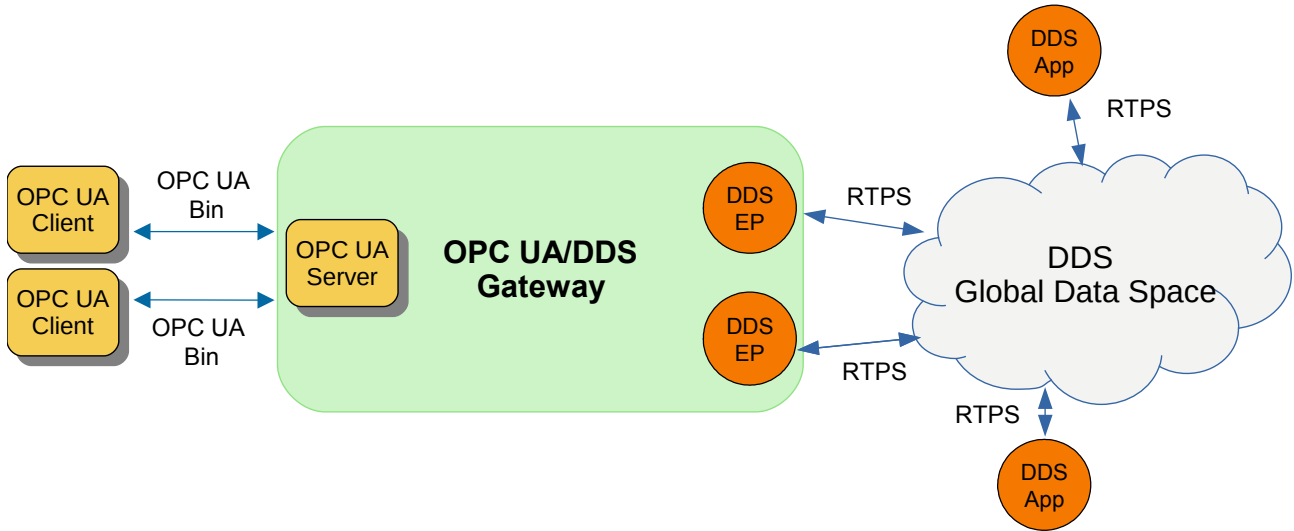 OPC UA
Client
OPC UA
Client
OPC UA
Bin
OPC UA
Bin
OPC UA
Server
OPC UA/DDS
Gateway
DDS
EP
DDS
EP
RTPS
RTPS
DDS
App
RTPS
DDS
Global Data Space
RTPS
DDS
App